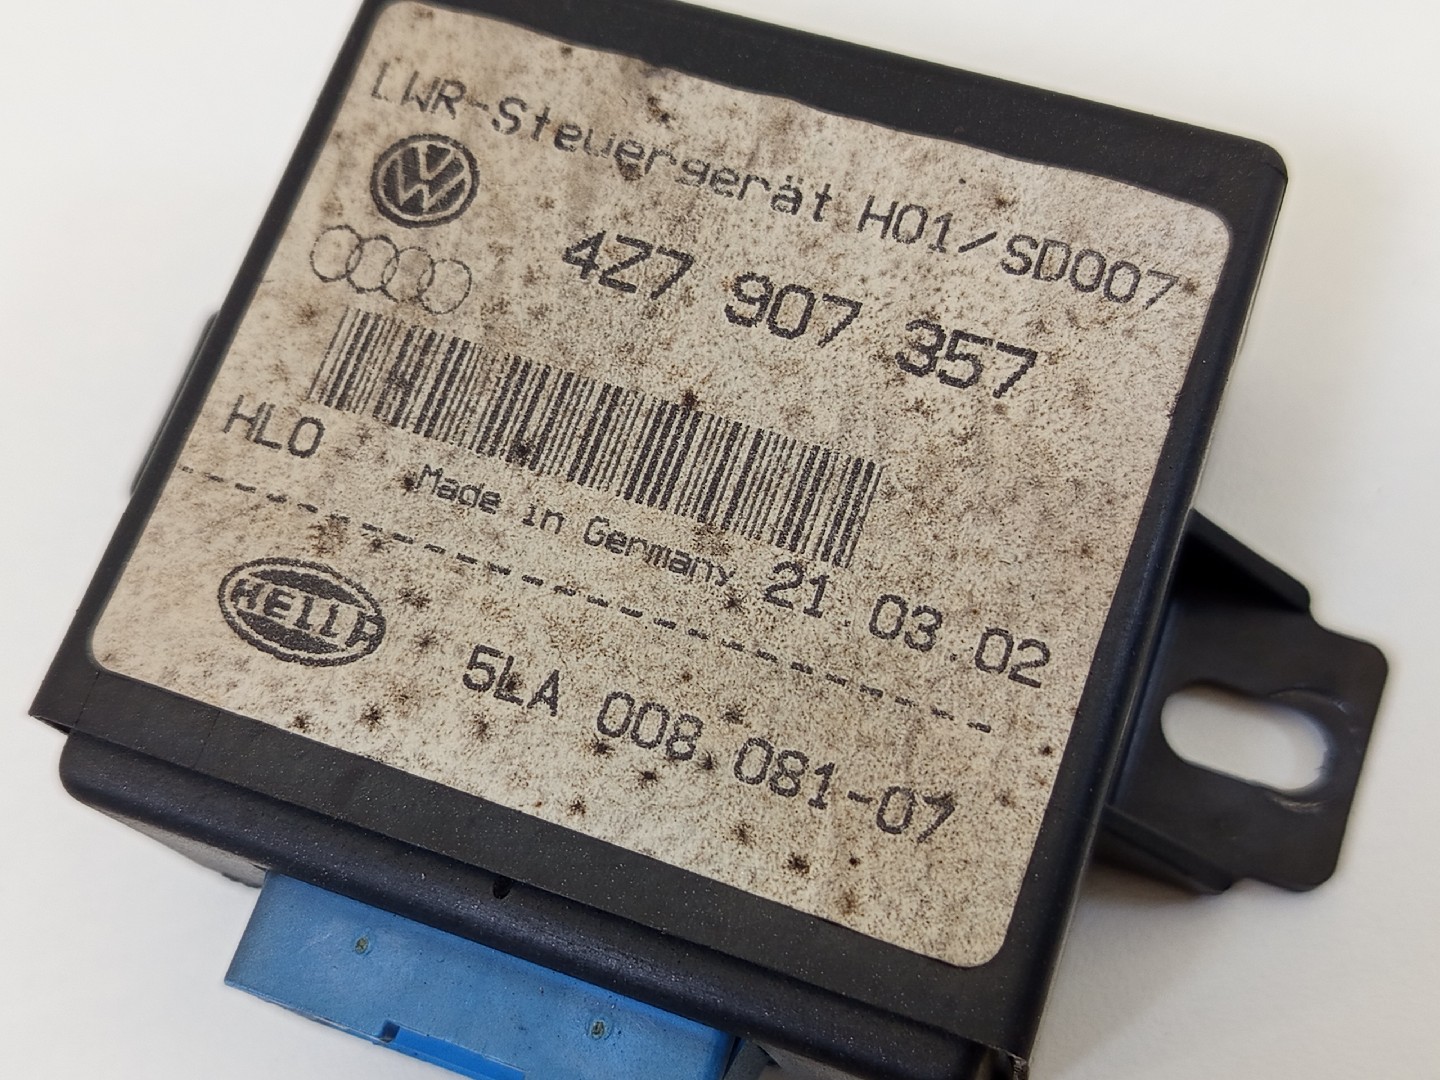 LWR-Steuergerät H01/SD007
4Z7 907 357
HLO
Made in Germany 21.03.02
HELLA
5LA 008 081-07